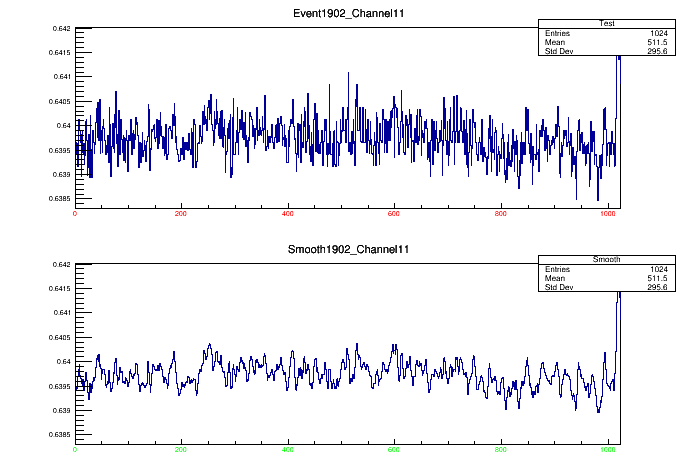 Event1902_Channel11
Test
Entries 1024
Mean 511.5
Std Dev 295.6
0.642
0.6415
0.641
0.6405
0.64
0.6395
0.639
0.6385
0 200 400 600 800 1000
Smooth1902_Channel11
Smooth
Entries 1024
Mean 511.5
Std Dev 295.6
0.642
0.6415
0.641
0.6405
0.64
0.6395
0.639
0.6385
0 200 400 600 800 1000